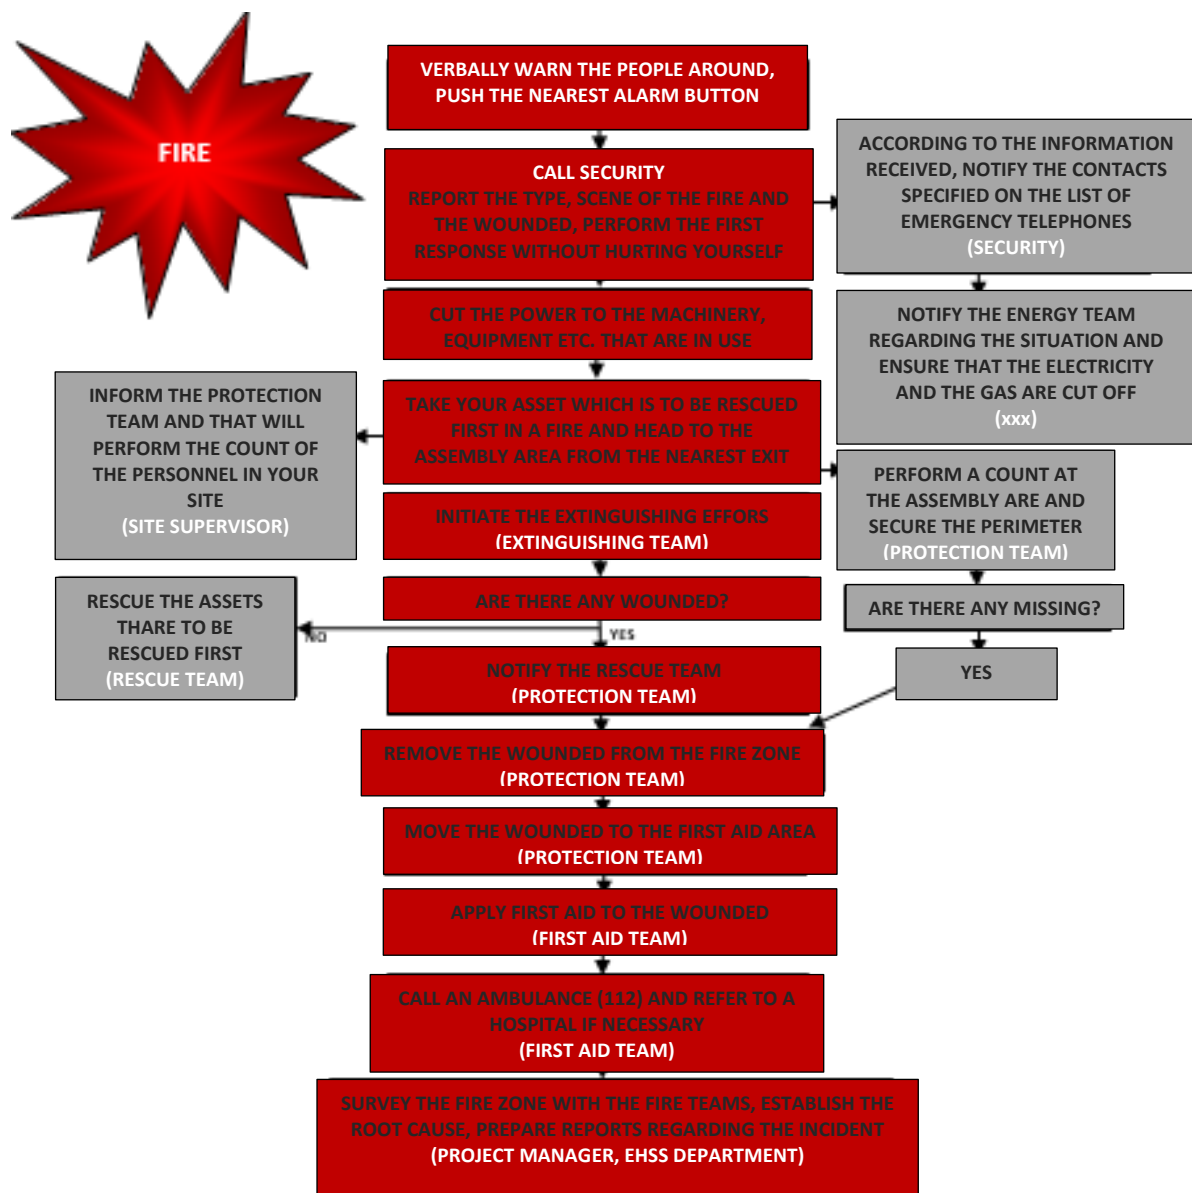 FIRE
VERBALLY WARN THE PEOPLE AROUND,
PUSH THE NEAREST ALARM BUTTON
CALL SECURITY
REPORT THE TYPE, SCENE OF THE FIRE AND
THE WOUNDED, PERFORM THE FIRST
RESPONSE WITHOUT HURTING YOURSELF
ACCORDING TO THE INFORMATION
RECEIVED, NOTIFY THE CONTACTS
SPECIFIED ON THE LIST OF
EMERGENCY TELEPHONES
(SECURITY)
CUT THE POWER TO THE MACHINERY,
EQUIPMENT ETC. THAT ARE IN USE
NOTIFY THE ENERGY TEAM
REGARDING THE SITUATION AND
ENSURE THAT THE ELECTRICITY
AND THE GAS ARE CUT OFF
(xxx)
INFORM THE PROTECTION
TEAM AND THAT WILL
PERFORM THE COUNT OF
THE PERSONNEL IN YOUR
SITE
(SITE SUPERVISOR)
TAKE YOUR ASSET WHICH IS TO BE RESCUED
FIRST IN A FIRE AND HEAD TO THE
ASSEMBLY AREA FROM THE NEAREST EXIT
PERFORM A COUNT AT
THE ASSEMBLY ARE AND
SECURE THE PERIMETER
(PROTECTION TEAM)
INITIATE THE EXTINGUISHING EFFORS
(EXTINGUISHING TEAM)
ARE THERE ANY WOUNDED?
ARE THERE ANY MISSING?
RESCUE THE ASSETS
THARE TO BE
RESCUED FIRST
(RESCUE TEAM)
NO
YES
NOTIFY THE RESCUE TEAM
(PROTECTION TEAM)
YES
REMOVE THE WOUNDED FROM THE FIRE ZONE
(PROTECTION TEAM)
MOVE THE WOUNDED TO THE FIRST AID AREA
(PROTECTION TEAM)
APPLY FIRST AID TO THE WOUNDED
(FIRST AID TEAM)
CALL AN AMBULANCE (112) AND REFER TO A
HOSPITAL IF NECESSARY
(FIRST AID TEAM)
SURVEY THE FIRE ZONE WITH THE FIRE TEAMS, ESTABLISH THE
ROOT CAUSE, PREPARE REPORTS REGARDING THE INCIDENT
(PROJECT MANAGER, EHSS DEPARTMENT)